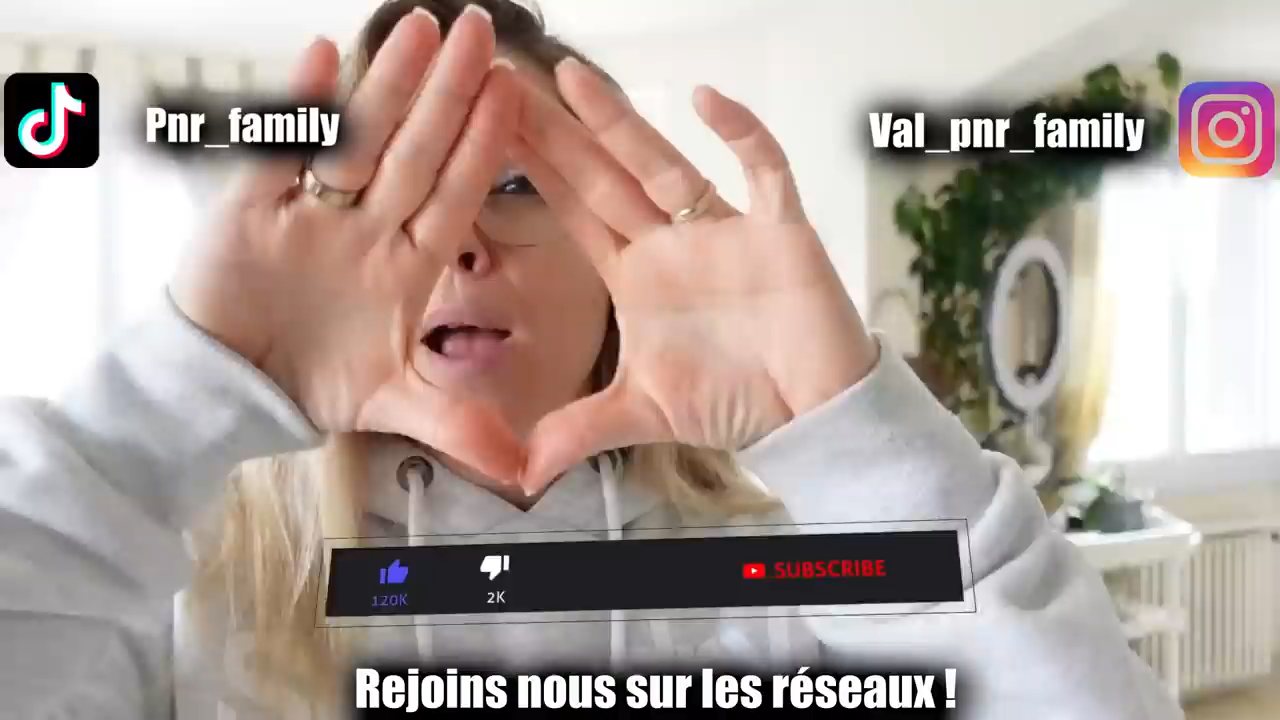 Pnr_family
Val_pnr_family
120K
2K
SUBSCRIBE
Rejoins nous sur les réseaux !